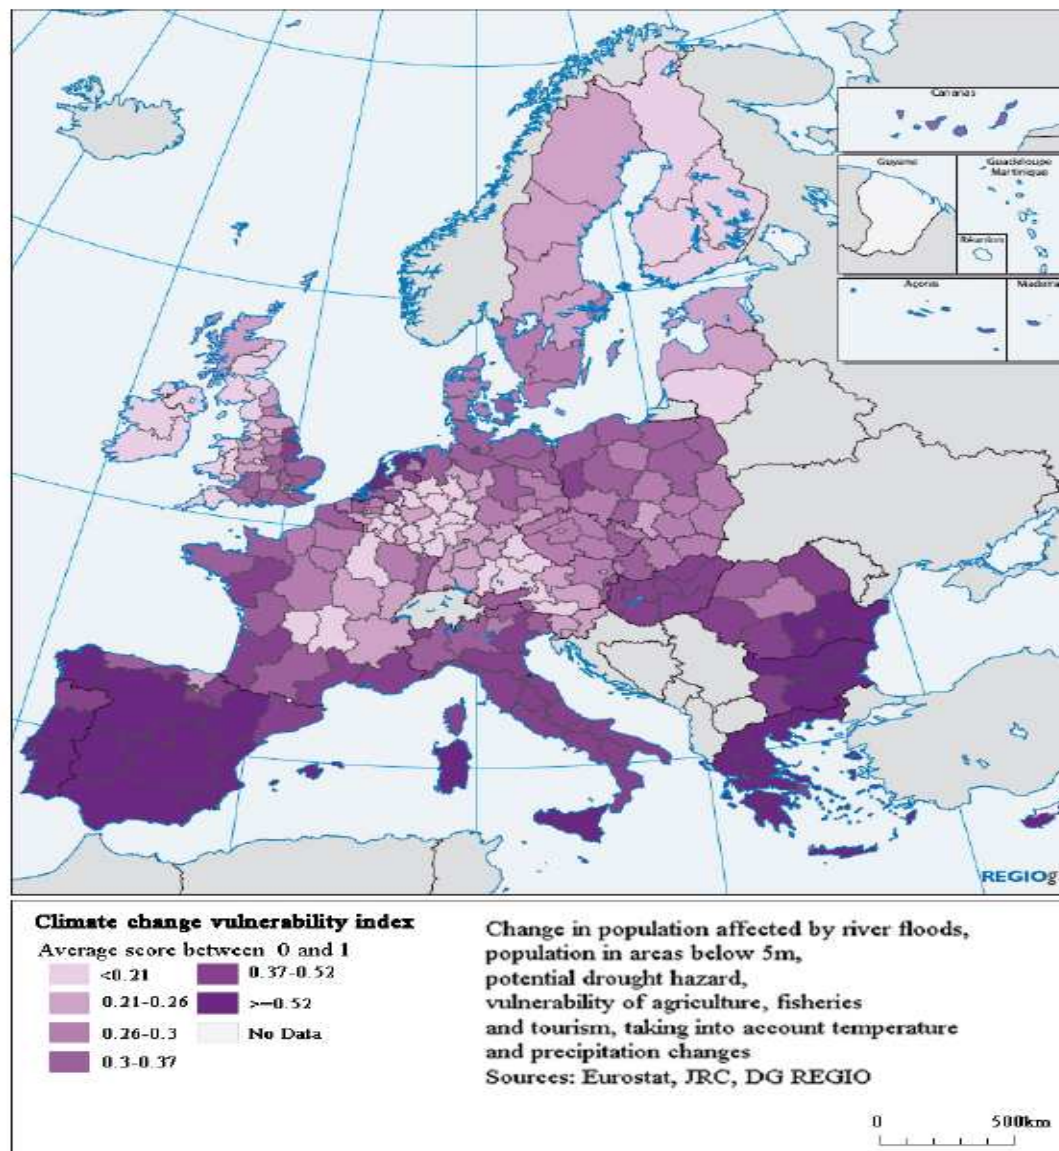 Canarias
Guyane
Guadeloupe
Martinique
Réunion
Açores
Madeira
REGIOg
Climate change vulnerability index
Average score between 0 and 1
<0.21
0.21-0.26
0.26-0.3
0.3-0.37
0.37-0.52
>=0.52
No Data
Change in population affected by river floods,
population in areas below 5m,
potential drought hazard,
vulnerability of agriculture, fisheries
and tourism, taking into account temperature
and precipitation changes
Sources: Eurostat, JRC, DG REGIO
0 500km